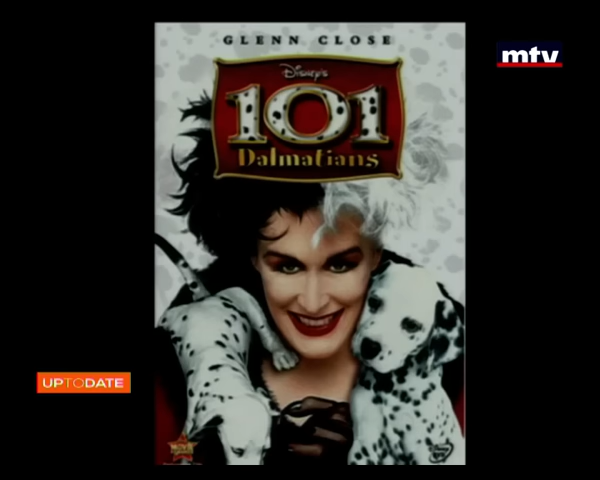 GLENN CLOSE
mtv
Disney's
101
Dalmatians
UPTODATE